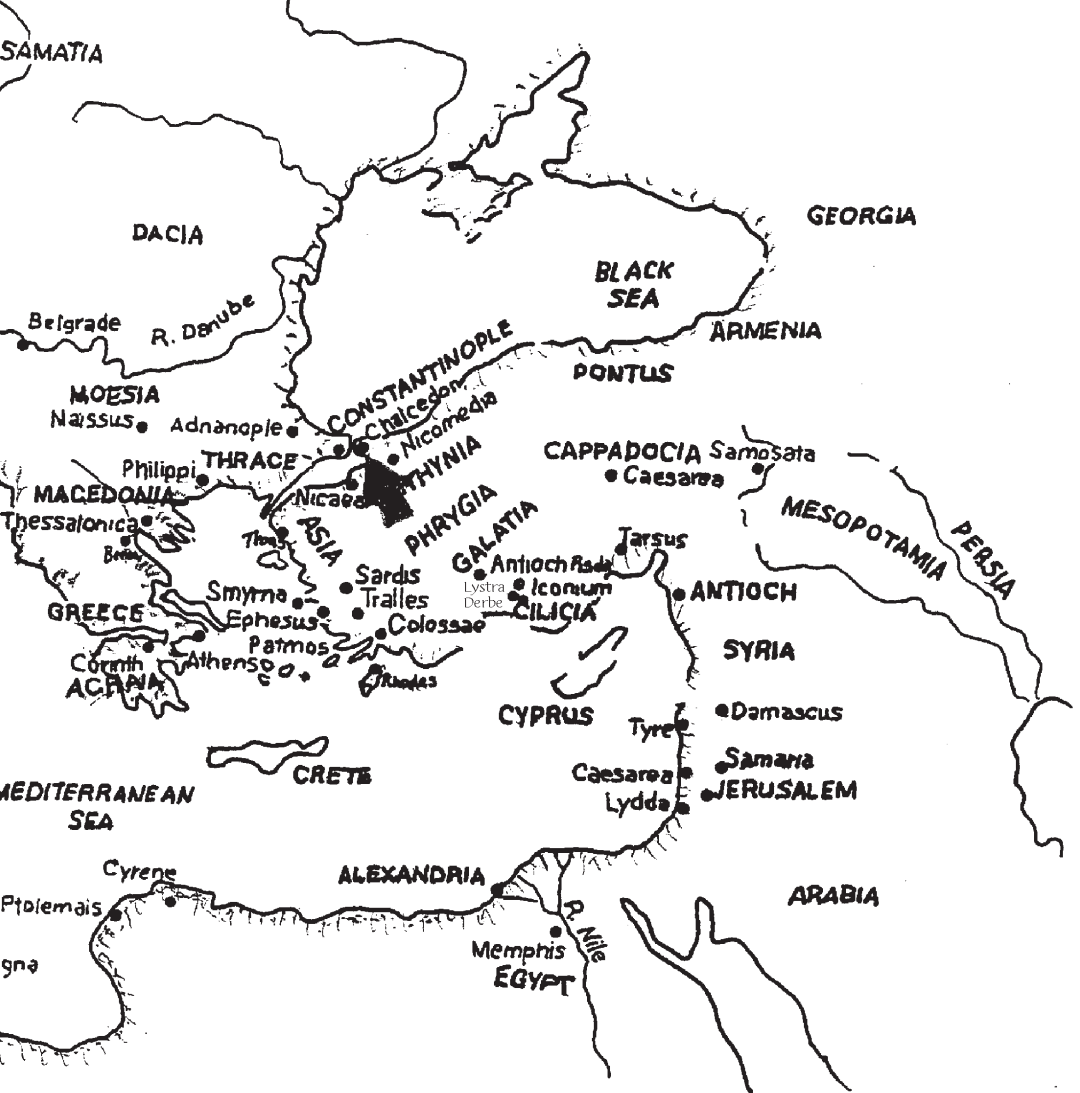 SAMATIA
GEORGIA
DACIA
BLACK
SEA
Belgrade
R. Danube
ARMENIA
CONSTANTINOPLE
PONTUS
MOESIA
Chalcedon
Naissus
Nicomedia
Adnanople
THRACE
THYNIA
CAPPADOCIA
Samosata
Philippi
Caesarea
MACEDONIA
Nicaea
PHRYGIA
MESOPOTAMIA
PERSIA
Thessalonica
ASIA
GALATIA
Tarsus
Antioch Pisda
Sardis
Lystra
Iconium
ANTIOCH
Smyrna
Tralles
Derbe
CILICIA
GREECE
Ephesus
Colossae
Patmos
SYRIA
Corinth
Athens
Rhodes
ACHAIA
CYPRUS
Damascus
Tyre
CRETE
Samaria
Caesarea
MEDITERRANEAN
SEA
JERUSALEM
Lydda
Cyrene
ALEXANDRIA
ARABIA
Ptolemais
R. Nile
Memphis
gna
EGYPT